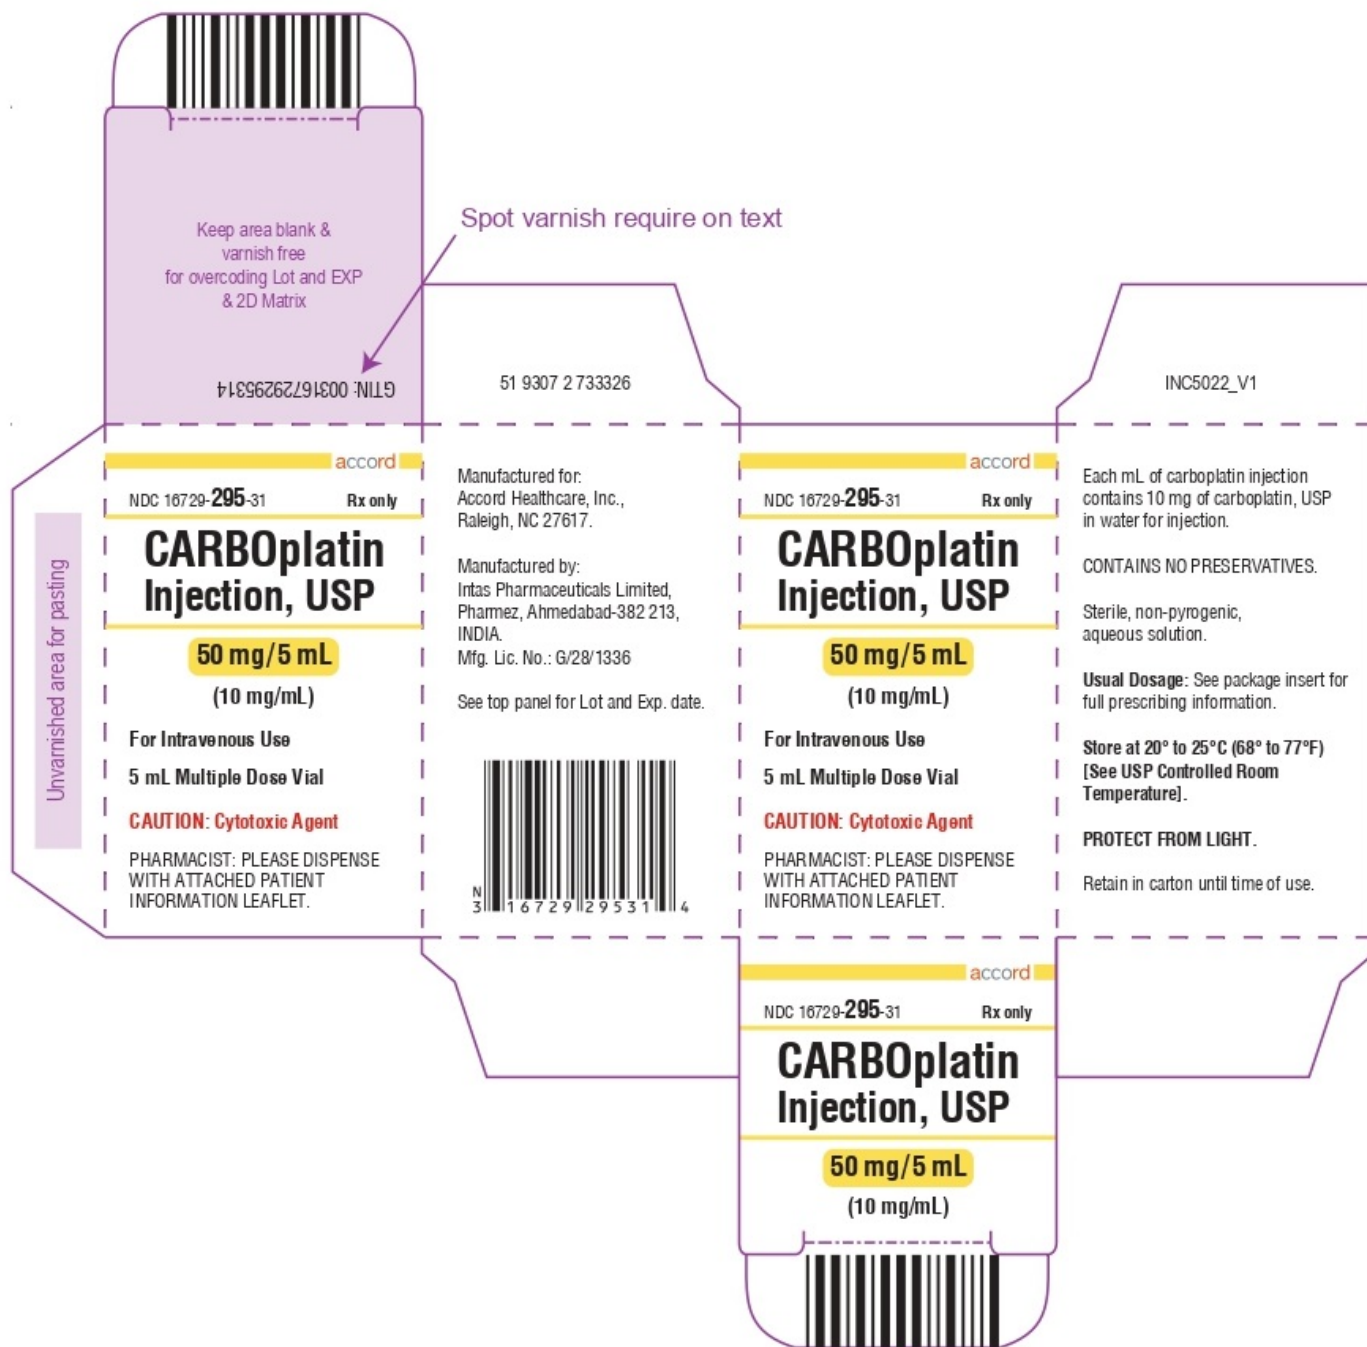 Keep area blank &
varnish free
for overcoding Lot and EXP
& 2D Matrix
GTIN: 00316729295314
Spot varnish require on text
51 9307 2 733326
INC5022_V1
Unvarnished area for pasting
accord
NDC 16729-295-31 Rx only
CARBOplatin
Injection, USP
50 mg/5 mL
(10 mg/mL)
For Intravenous Use
5 mL Multiple Dose Vial
CAUTION: Cytotoxic Agent
PHARMACIST: PLEASE DISPENSE
WITH ATTACHED PATIENT
INFORMATION LEAFLET.
Manufactured for:
Accord Healthcare, Inc.,
Raleigh, NC 27617.
Manufactured by:
Intas Pharmaceuticals Limited,
Pharmez, Ahmedabad-382 213,
INDIA.
Mfg. Lic. No.: G/28/1336
See top panel for Lot and Exp. date.
N
3 16729 29531 4
accord
NDC 16729-295-31 Rx only
CARBOplatin
Injection, USP
50 mg/5 mL
(10 mg/mL)
For Intravenous Use
5 mL Multiple Dose Vial
CAUTION: Cytotoxic Agent
PHARMACIST: PLEASE DISPENSE
WITH ATTACHED PATIENT
INFORMATION LEAFLET.
Each mL of carboplatin injection
contains 10 mg of carboplatin, USP
in water for injection.
CONTAINS NO PRESERVATIVES.
Sterile, non-pyrogenic,
aqueous solution.
Usual Dosage: See package insert for
full prescribing information.
Store at 20° to 25°C (68° to 77°F)
[See USP Controlled Room
Temperature].
PROTECT FROM LIGHT.
Retain in carton until time of use.
accord
NDC 16729-295-31 Rx only
CARBOplatin
Injection, USP
50 mg/5 mL
(10 mg/mL)